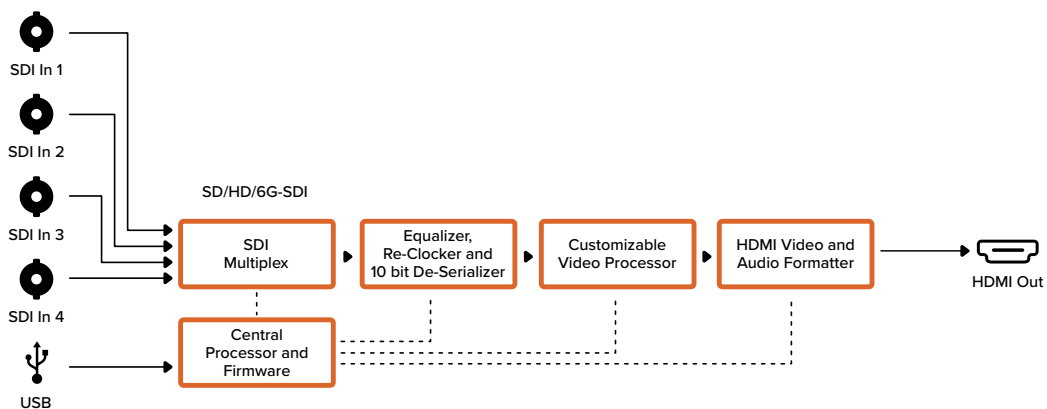 SDI In 1
SDI In 2
SDI In 3
SDI In 4
USB
SD/HD/6G-SDI
SDI
Multiplex
Equalizer,
Re-Clocker and
10 bit De-Serializer
Customizable
Video Processor
HDMI Video and
Audio Formatter
HDMI Out
Central
Processor and
Firmware